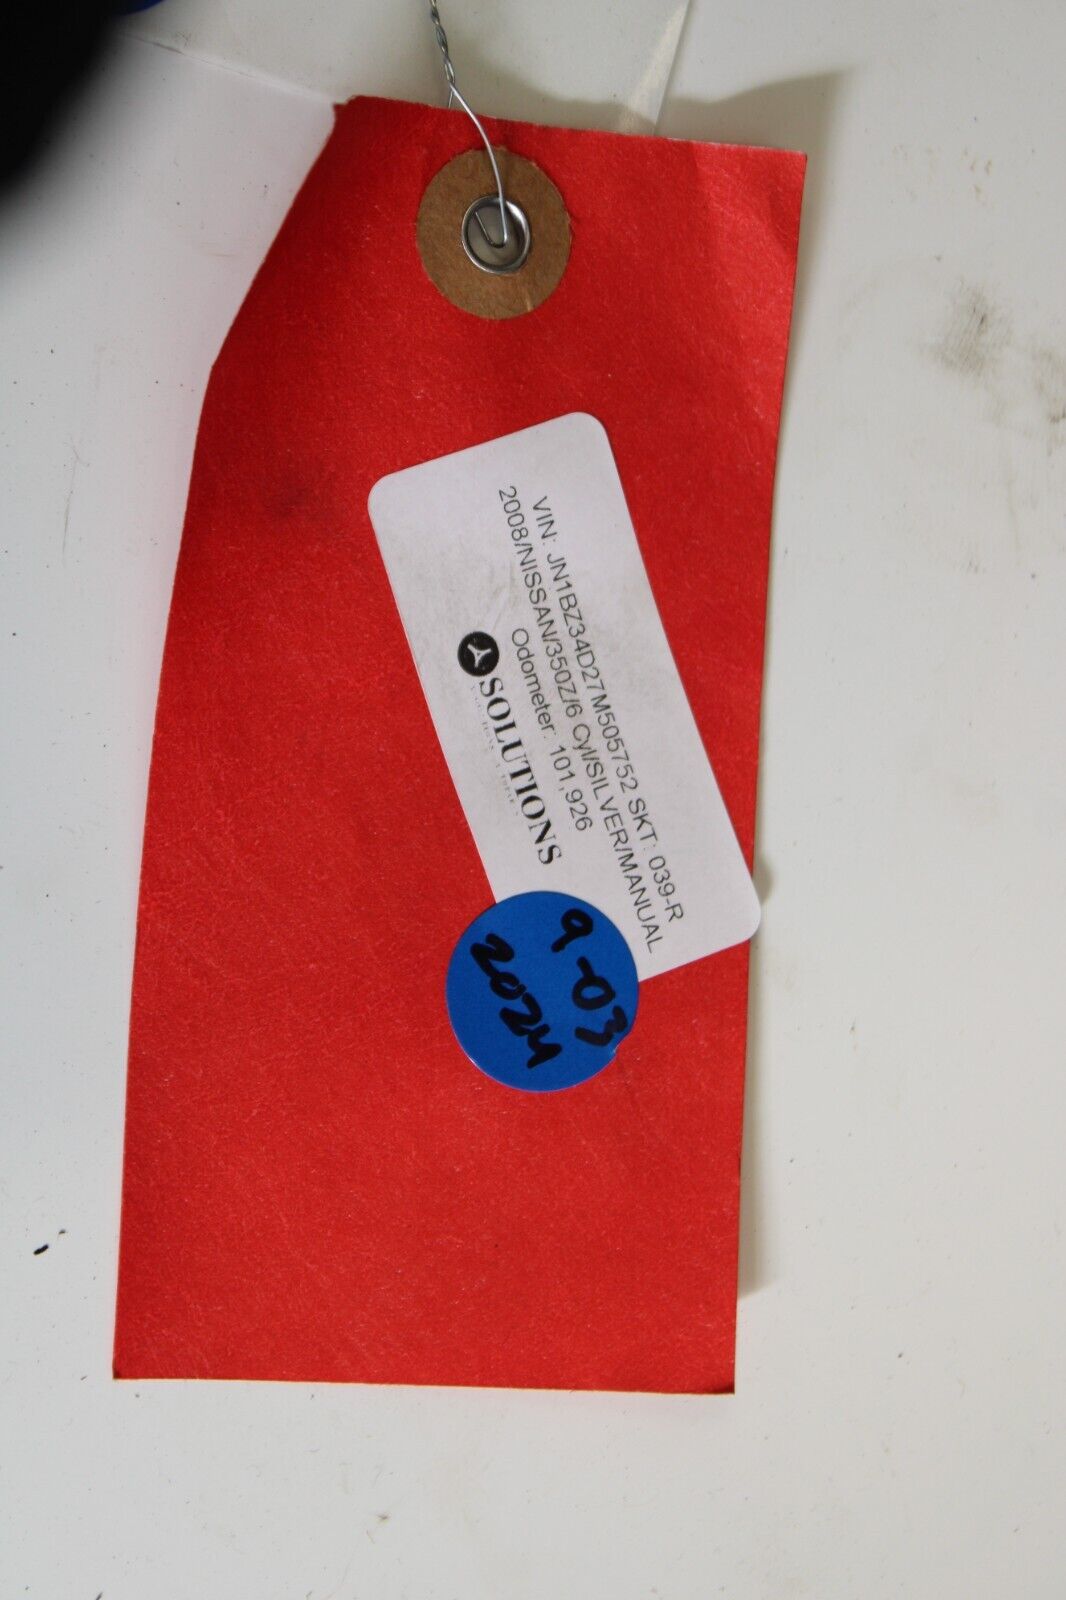 VIN: JN1BZ34D27M505752 SKT: 039-R
2008/NISSAN/350Z/6 Cyl/SILVER/MANUAL
Odometer: 101,926
SOLUTIONS
9-03
2024